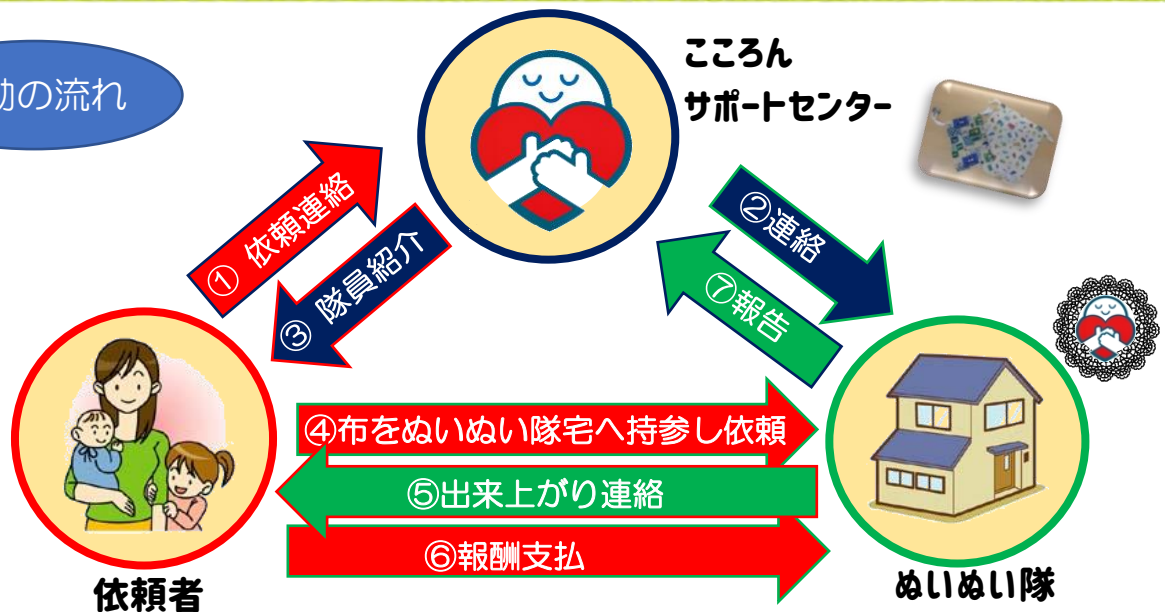 動の流れ
こころん
サポートセンター
① 依頼連絡
②連絡
③ 隊員紹介
⑦報告
④布をぬいぬい隊宅へ持参し依頼
⑤出来上がり連絡
⑥報酬支払
依頼者
ぬいぬい隊